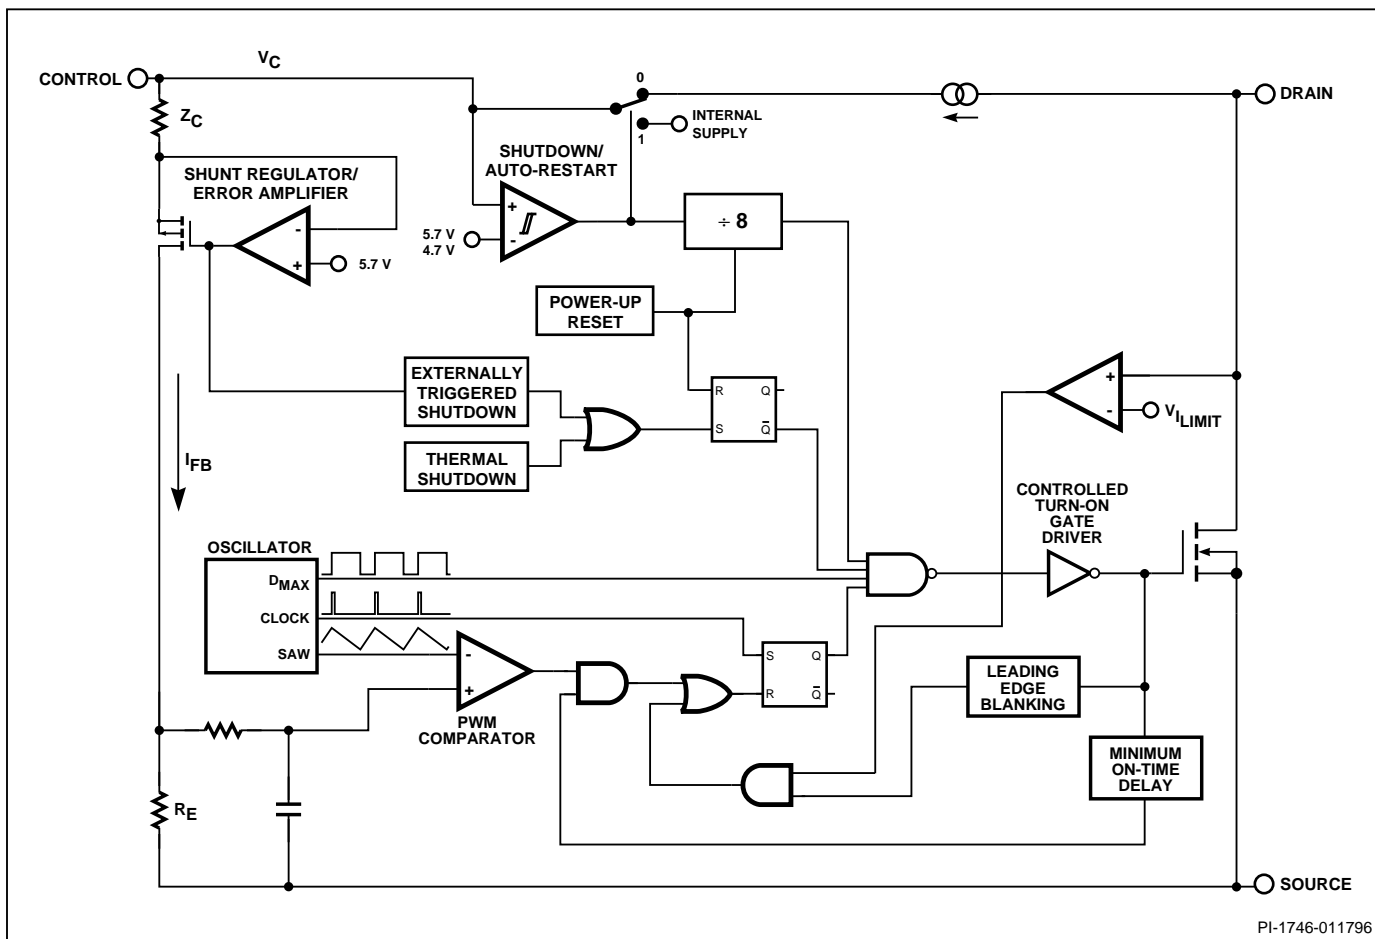 V_C
CONTROL
Z_C
0
DRAIN
INTERNAL
SUPPLY
1
SHUTDOWN/
AUTO-RESTART
SHUNT REGULATOR/
ERROR AMPLIFIER
+
-
÷ 8
5.7 V
4.7 V
-
+
5.7 V
POWER-UP
RESET
EXTERNALLY
TRIGGERED
SHUTDOWN
R
Q
S
Q̅
+
-
V_I_LIMIT
THERMAL
SHUTDOWN
I_FB
CONTROLLED
TURN-ON
GATE
DRIVER
OSCILLATOR
D_MAX
CLOCK
SAW
-
+
PWM
COMPARATOR
S
Q
R
Q̅
LEADING
EDGE
BLANKING
MINIMUM
ON-TIME
DELAY
R_E
SOURCE
PI-1746-011796